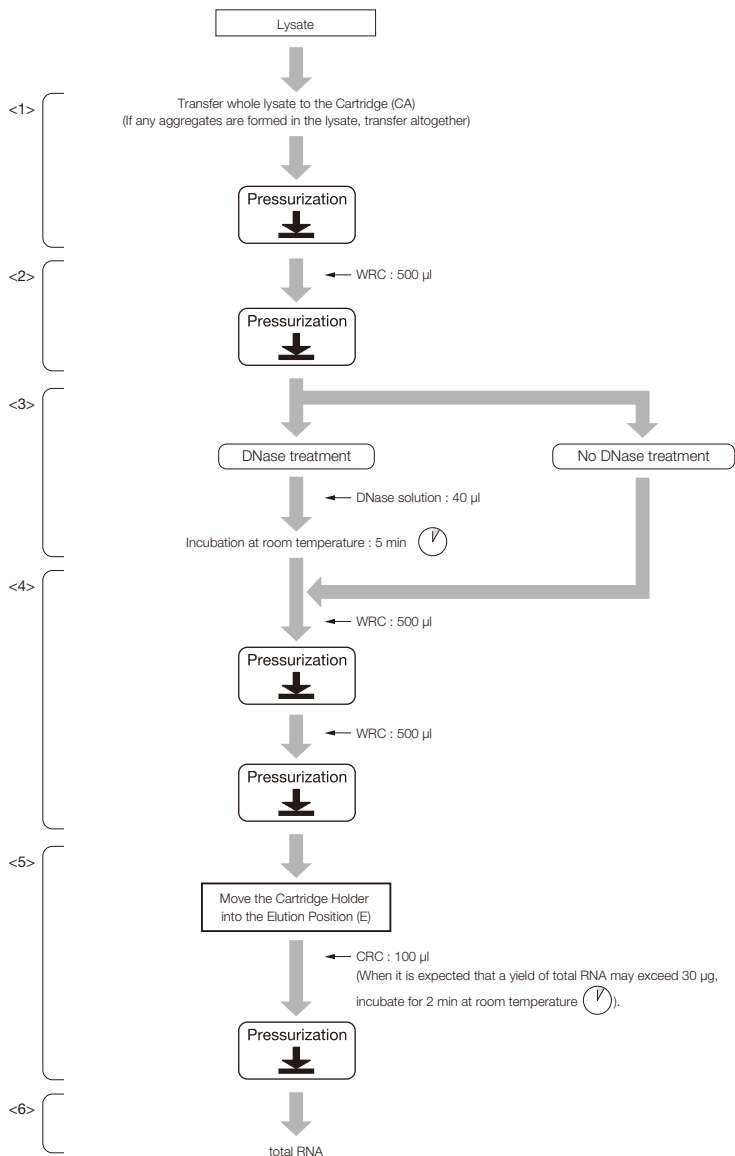 Lysate
<1>
Transfer whole lysate to the Cartridge (CA)
(If any aggregates are formed in the lysate, transfer altogether)
Pressurization
<2>
WRC : 500 µl
Pressurization
<3>
DNase treatment
No DNase treatment
DNase solution : 40 µl
Incubation at room temperature : 5 min
<4>
WRC : 500 µl
Pressurization
WRC : 500 µl
Pressurization
<5>
Move the Cartridge Holder
into the Elution Position (E)
CRC : 100 µl
(When it is expected that a yield of total RNA may exceed 30 µg,
incubate for 2 min at room temperature ).
Pressurization
<6>
total RNA